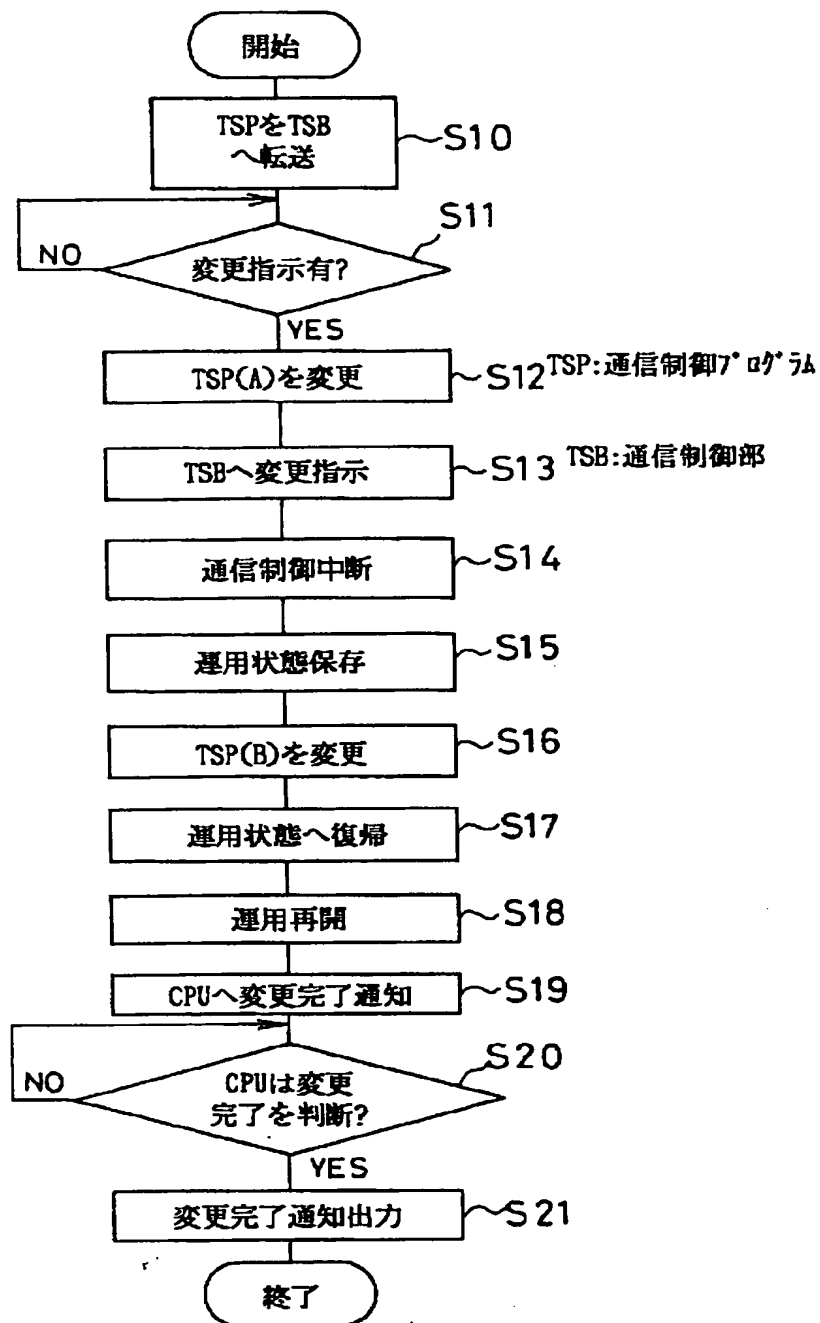 開始
TSPをTSB
へ転送
S10
S11
NO
変更指示有?
YES
TSP(A)を変更
S12
TSP:通信制御プログラム
TSBへ変更指示
S13
TSB:通信制御部
通信制御中断
S14
運用状態保存
S15
TSP(B)を変更
S16
運用状態へ復帰
S17
運用再開
S18
CPUへ変更完了通知
S19
S20
NO
CPUは変更
完了を判断?
YES
変更完了通知出力
S21
終了